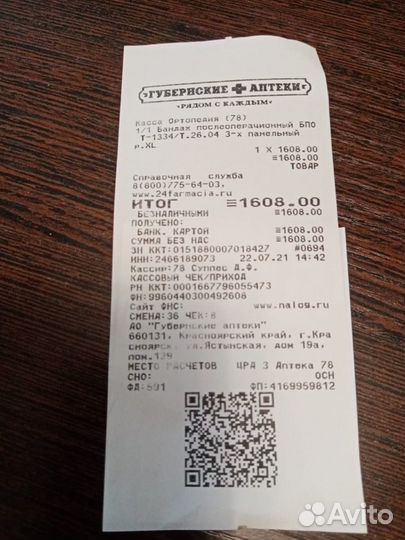 ГУБЕРНСКИЕ АПТЕКИ
«РЯДОМ С КАЖДЫМ»
Касса Ортопедия (78)
1/1 Бандаж послеоперационный БПО
Т-1334/Т.26.04 3-х панельный
р.XL
1 X 1608.00
≡1608.00
ТОВАР
Справочная служба
8(800)775-64-03.
www.24farmacia.ru
ИТОГ ≡1608.00
БЕЗНАЛИЧНЫМИ ≡1608.00
ПОЛУЧЕНО:
БАНК. КАРТОЙ ≡1608.00
СУММА БЕЗ НДС ≡1608.00
ЗН ККТ:0151880007018427 #0694
ИНН:2466189073 22.07.21 14:42
Кассир:78 Суппес Д.Ф.
КАССОВЫЙ ЧЕК/ПРИХОД
РН ККТ:0001667796055473
ФН:9960440300492608
Сайт ФНС: www.nalog.ru
СМЕНА:36 ЧЕК:8
АО "Губернские аптеки"
660131, Красноярский край, г.Кра
сноярск, ул.Ястынская, дом 19а,
пом.129
МЕСТО РАСЧЕТОВ ЦРА 3 Аптека 78
СНО: ОСН
ФД:591 ФП:4169959812
Avito